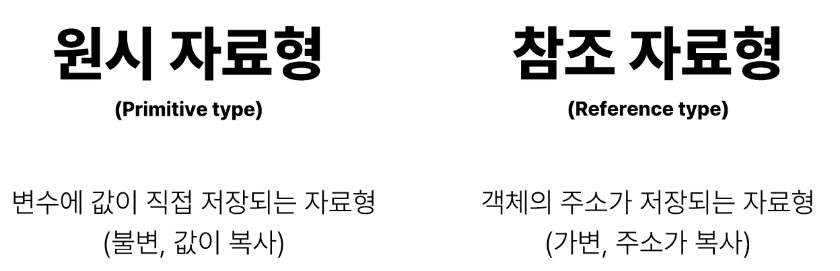 원시 자료형
(Primitive type)
변수에 값이 직접 저장되는 자료형
(불변, 값이 복사)
참조 자료형
(Reference type)
객체의 주소가 저장되는 자료형
(가변, 주소가 복사)